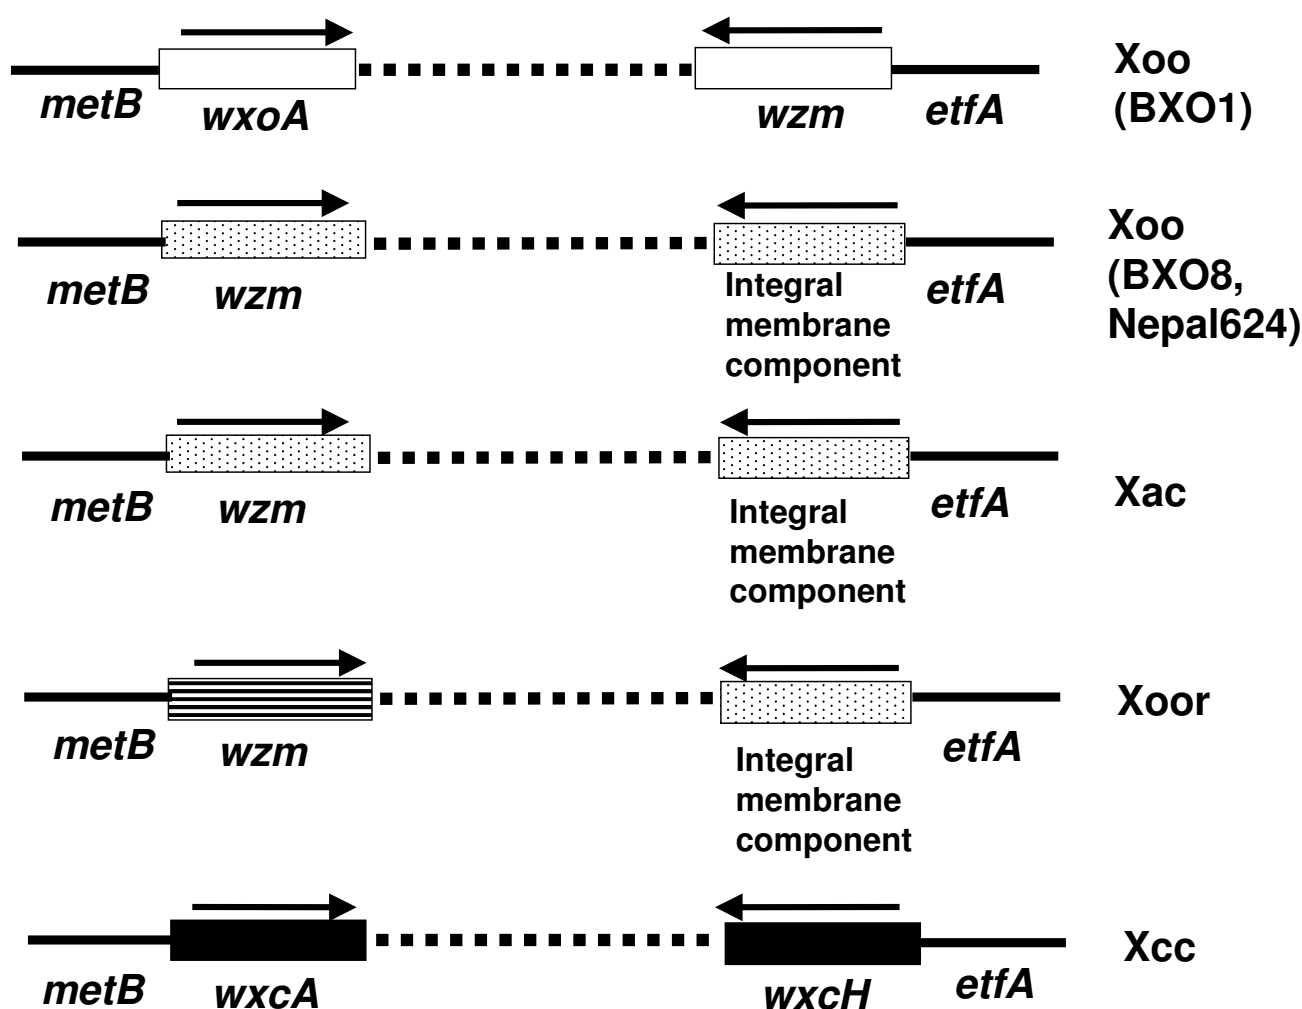 metB wxoA wzm etfA Xoo
(BXO1)
metB wzm Integral
membrane
component etfA Xoo
(BXO8,
Nepal624)
metB wzm Integral
membrane
component etfA Xac
metB wzm Integral
membrane
component etfA Xoor
metB wxcA wxcH etfA Xcc